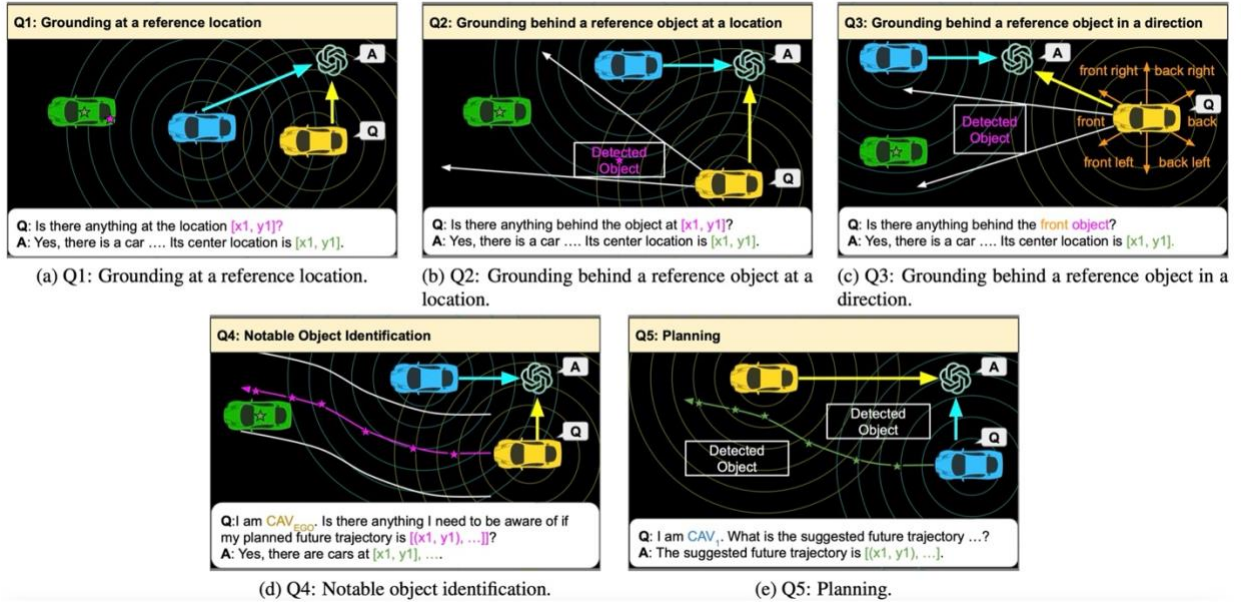 Q1: Grounding at a reference location
A
Q
Q: Is there anything at the location [x1, y1]?
A: Yes, there is a car .... Its center location is [x1, y1].
(a) Q1: Grounding at a reference location.
Q2: Grounding behind a reference object at a location
A
Detected
Object
Q
Q: Is there anything behind the object at [x1, y1]?
A: Yes, there is a car .... Its center location is [x1, y1].
(b) Q2: Grounding behind a reference object at a
location.
Q3: Grounding behind a reference object in a direction
A
front right
back right
Q
Detected
Object
front
back
front left
back left
Q: Is there anything behind the front object?
A: Yes, there is a car .... Its center location is [x1, y1].
(c) Q3: Grounding behind a reference object in a
direction.
Q4: Notable Object Identification
A
Q
Q:I am CAV_EGO. Is there anything I need to be aware of if
my planned future trajectory is [(x1, y1), ...]]?
A: Yes, there are cars at [x1, y1], ....
(d) Q4: Notable object identification.
Q5: Planning
A
Detected
Object
Q
Detected
Object
Q: I am CAV_1. What is the suggested future trajectory ...?
A: The suggested future trajectory is [(x1, y1), ...].
(e) Q5: Planning.